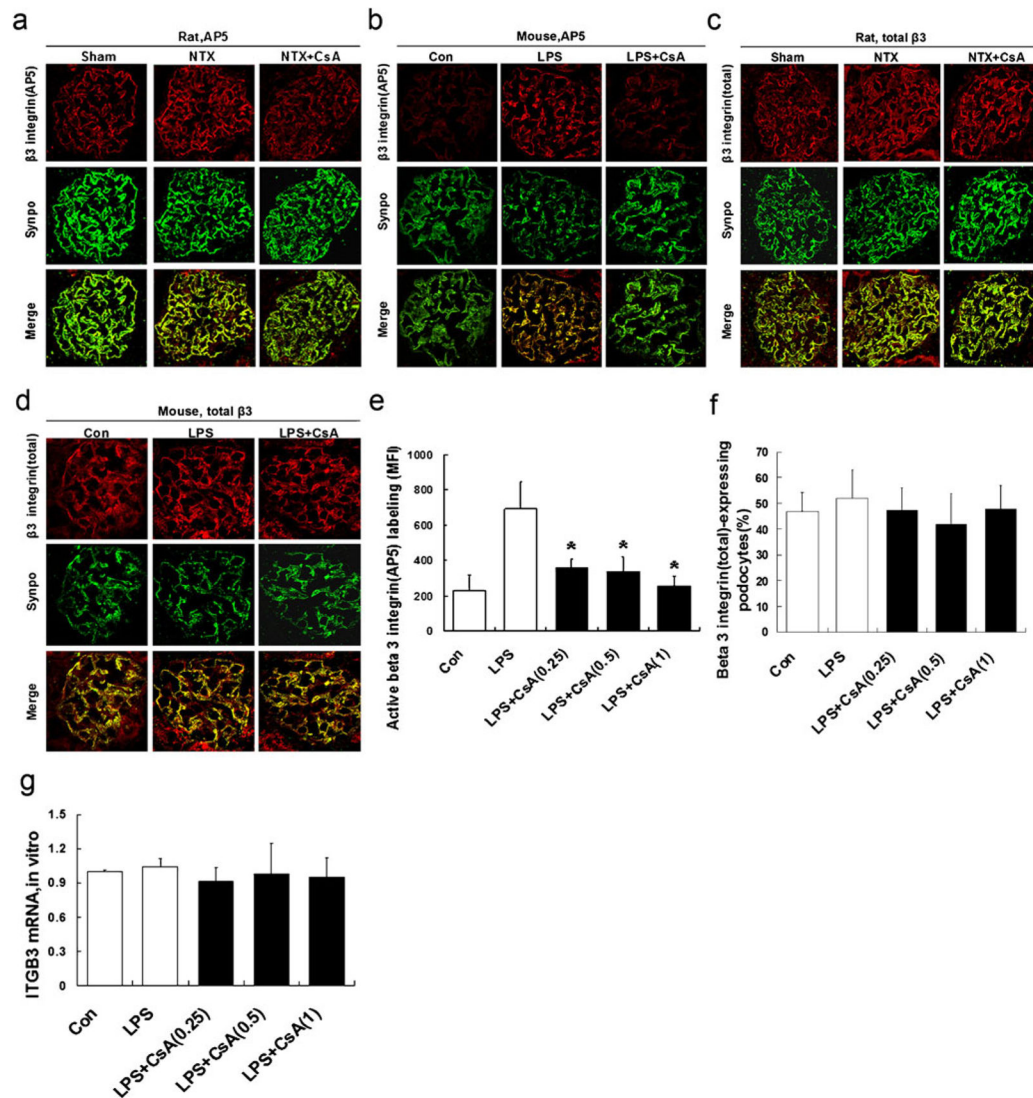 a
Rat,AP5
Sham NTX NTX+CsA
β3 integrin(AP5)
Synpo
Merge
b
Mouse,AP5
Con LPS LPS+CsA
β3 integrin(AP5)
Synpo
Merge
c
Rat, total β3
Sham NTX NTX+CsA
β3 integrin(total)
Synpo
Merge
d
Mouse, total β3
Con LPS LPS+CsA
β3 integrin(total)
Synpo
Merge
e
Active beta 3 integrin(AP5) labeling (MFI)
1000
800
600
400
200
0
* * *
Con LPS LPS+CsA(0.25) LPS+CsA(0.5) LPS+CsA(1)
f
Beta 3 integrin(total)-expressing
podocytes(%)
70
60
50
40
30
20
10
0
Con LPS LPS+CsA(0.25) LPS+CsA(0.5) LPS+CsA(1)
g
ITGB3 mRNA,in vitro
1.5
1.2
0.9
0.6
0.3
0
Con LPS LPS+CsA(0.25) LPS+CsA(0.5) LPS+CsA(1)